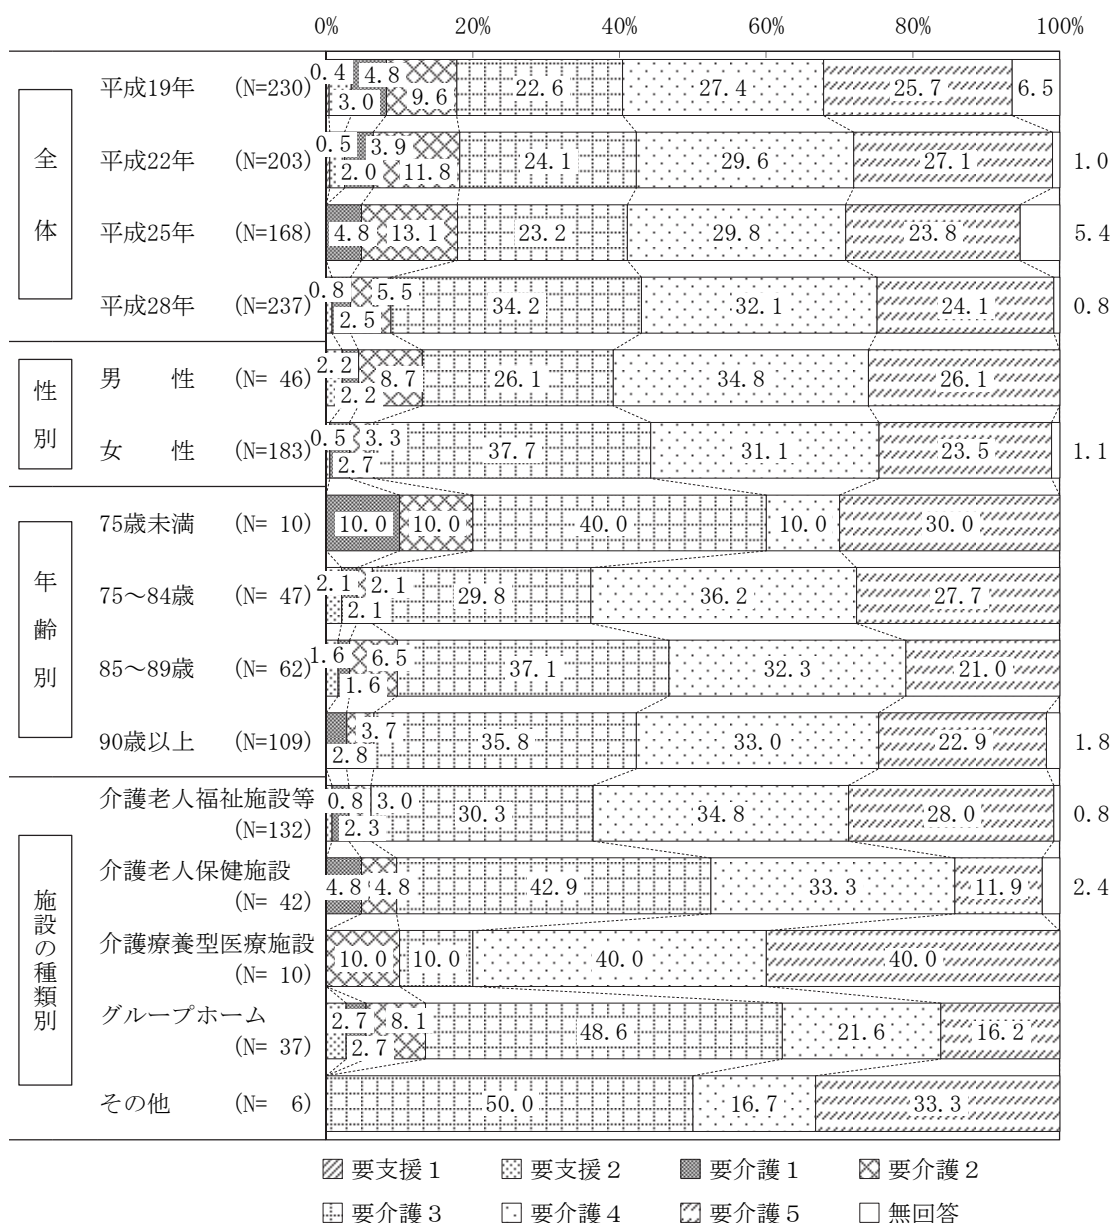 0% 20% 40% 60% 80% 100%
全体
平成19年 (N=230) 0.4 3.0 4.8 9.6 22.6 27.4 25.7 6.5
平成22年 (N=203) 0.5 2.0 3.9 11.8 24.1 29.6 27.1 1.0
平成25年 (N=168) 4.8 13.1 23.2 29.8 23.8 5.4
平成28年 (N=237) 0.8 2.5 5.5 34.2 32.1 24.1 0.8
性別
男 性 (N= 46) 2.2 2.2 8.7 26.1 34.8 26.1
女 性 (N=183) 0.5 2.7 3.3 37.7 31.1 23.5 1.1
年齢別
75歳未満 (N= 10) 10.0 10.0 40.0 10.0 30.0
75～84歳 (N= 47) 2.1 2.1 2.1 29.8 36.2 27.7
85～89歳 (N= 62) 1.6 1.6 6.5 37.1 32.3 21.0
90歳以上 (N=109) 2.8 3.7 35.8 33.0 22.9 1.8
施設の種類別
介護老人福祉施設等
(N=132) 0.8 2.3 3.0 30.3 34.8 28.0 0.8
介護老人保健施設
(N= 42) 4.8 4.8 42.9 33.3 11.9 2.4
介護療養型医療施設
(N= 10) 10.0 10.0 40.0 40.0
グループホーム
(N= 37) 2.7 2.7 8.1 48.6 21.6 16.2
その他 (N= 6) 50.0 16.7 33.3
要支援１ 要支援２ 要介護１ 要介護２
要介護３ 要介護４ 要介護５ 無回答